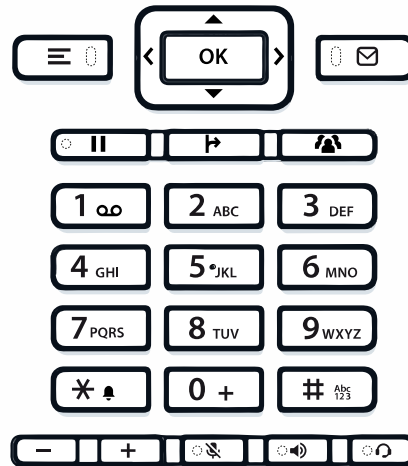 OK
1 2 ABC 3 DEF
4 GHI 5 JKL 6 MNO
7 PQRS 8 TUV 9 WXYZ
* 0 + # Abc
123
− +